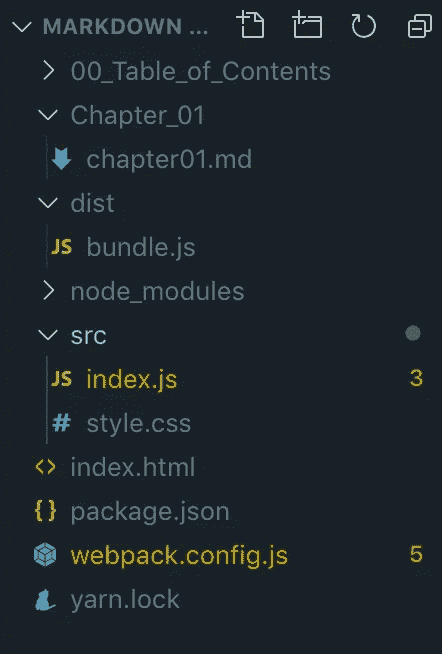 MARKDOWN ...
00_Table_of_Contents
Chapter_01
chapter01.md
dist
JS bundle.js
node_modules
src
JS index.js 3
# style.css
<> index.html
{} package.json
webpack.config.js 5
yarn.lock